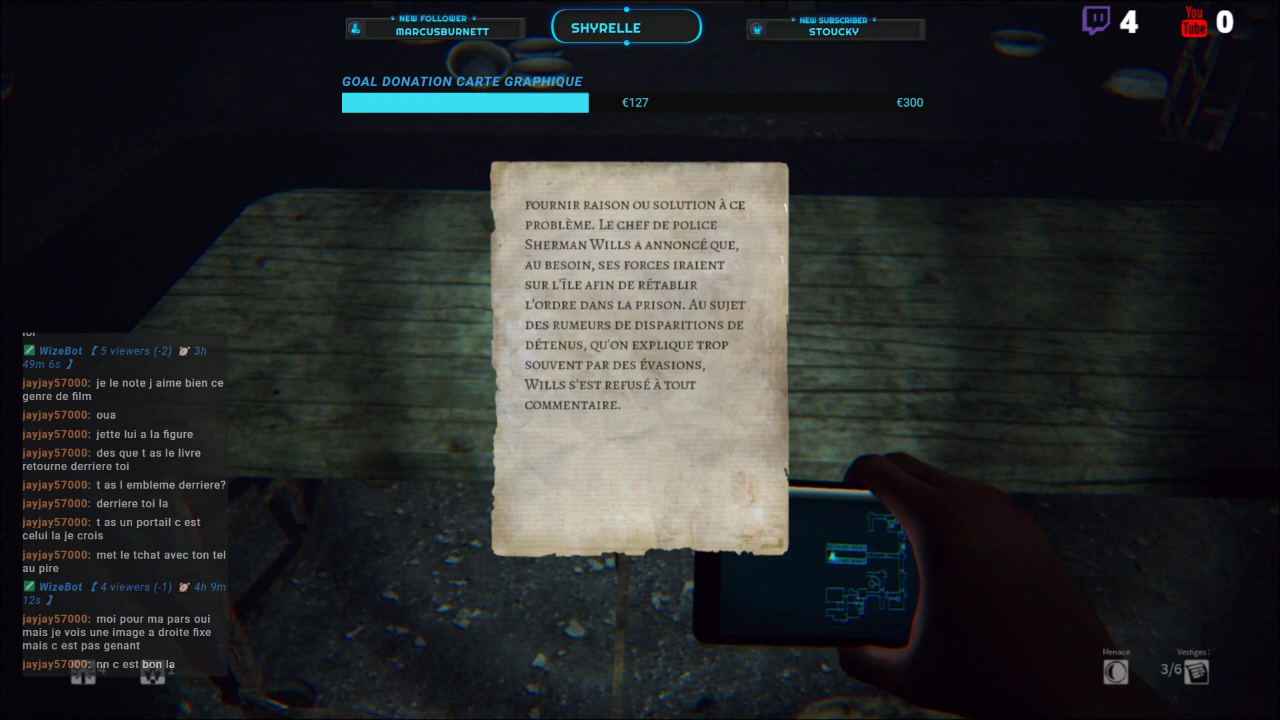 NEW FOLLOWER
MARCUSBURNETT
SHYRELLE
NEW SUBSCRIBER
STOUCKY
4
You
Tube
0
GOAL DONATION CARTE GRAPHIQUE
€127
€300
FOURNIR RAISON OU SOLUTION À CE
PROBLÈME. LE CHEF DE POLICE
SHERMAN WILLS A ANNONCÉ QUE,
AU BESOIN, SES FORCES IRAIENT
SUR L'ÎLE AFIN DE RÉTABLIR
L'ORDRE DANS LA PRISON. AU SUJET
DES RUMEURS DE DISPARITIONS DE
DÉTENUS, QU'ON EXPLIQUE TROP
SOUVENT PAR DES ÉVASIONS,
WILLS S'EST REFUSÉ À TOUT
COMMENTAIRE.
WizeBot 【 5 viewers (-2) 3h
49m 6s 】
jayjay57000: je le note j aime bien ce
genre de film
jayjay57000: oua
jayjay57000: jette lui a la figure
jayjay57000: des que t as le livre
retourne derriere toi
jayjay57000: t as l embleme derriere?
jayjay57000: derriere toi la
jayjay57000: t as un portail c est
celui la je crois
jayjay57000: met le tchat avec ton tel
au pire
WizeBot 【 4 viewers (-1) 4h 9m
12s 】
jayjay57000: moi pour ma pars oui
mais je vois une image a droite fixe
mais c est pas genant
jayjay57000: nn c est bon la
Menace
Vestiges :
3/6